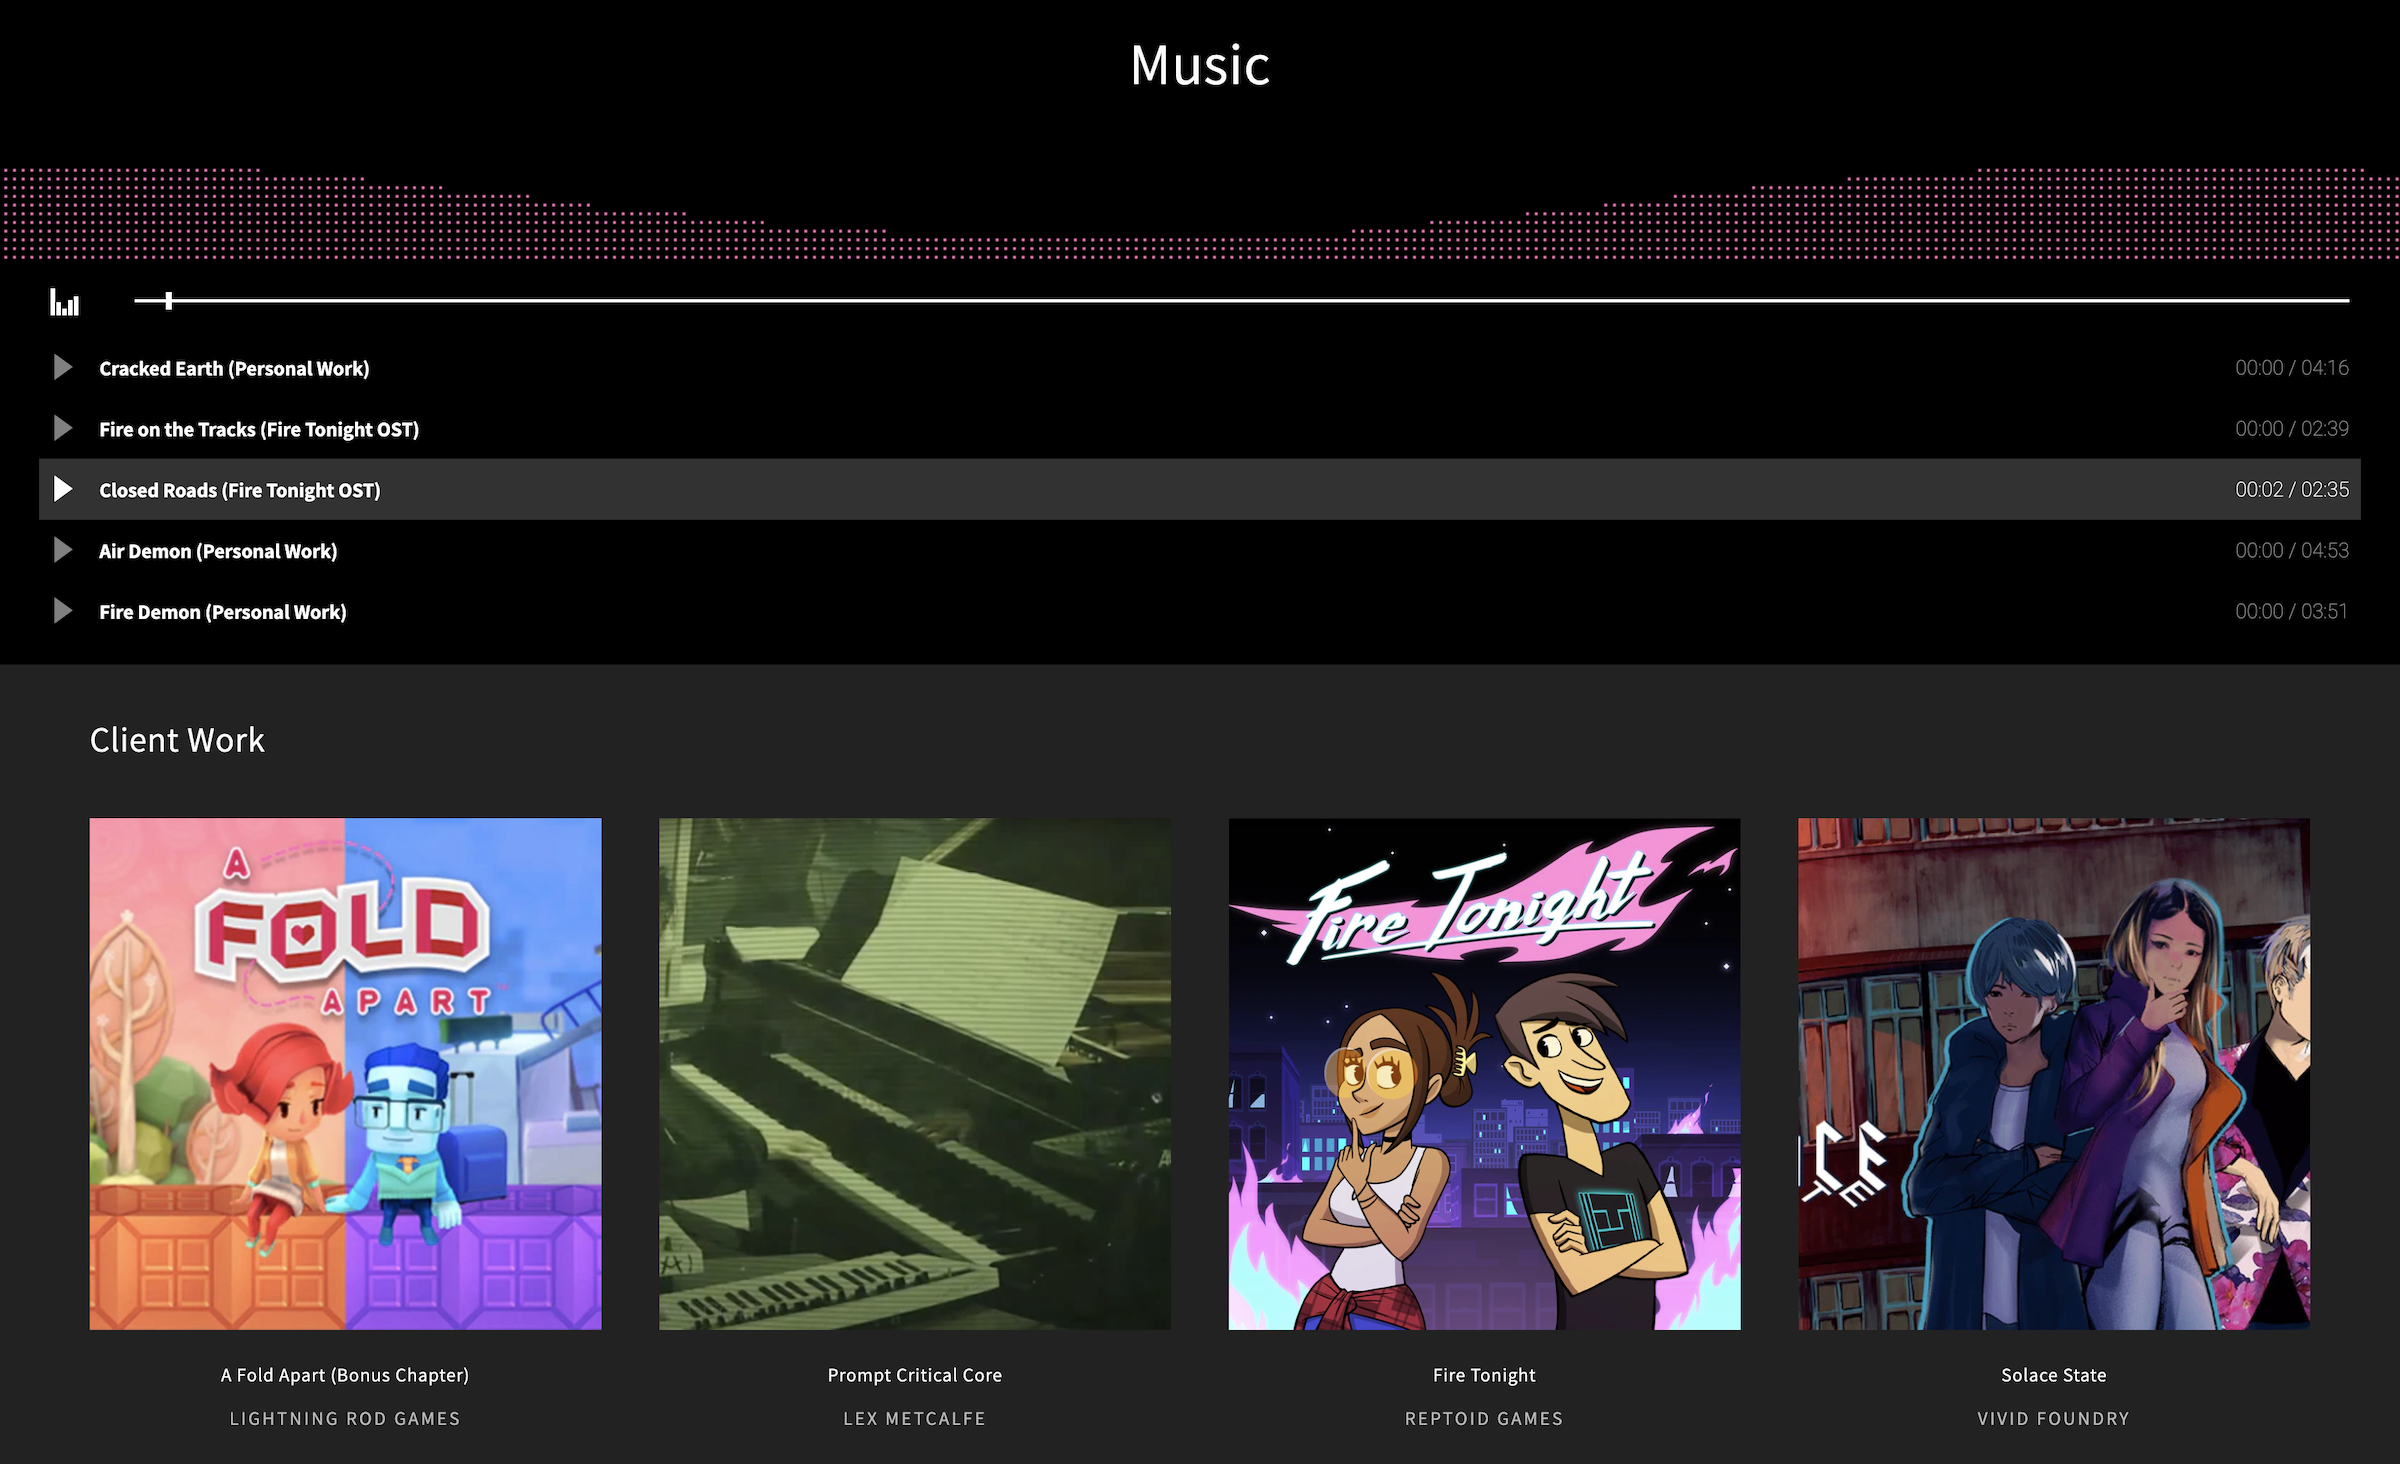 Music
Cracked Earth (Personal Work) 00:00 / 04:16
Fire on the Tracks (Fire Tonight OST) 00:00 / 02:39
Closed Roads (Fire Tonight OST) 00:02 / 02:35
Air Demon (Personal Work) 00:00 / 04:53
Fire Demon (Personal Work) 00:00 / 03:51
Client Work
A
FOLD
APART
Fire Tonight
CE
TE
A Fold Apart (Bonus Chapter)
LIGHTNING ROD GAMES
Prompt Critical Core
LEX METCALFE
Fire Tonight
REPTOID GAMES
Solace State
VIVID FOUNDRY